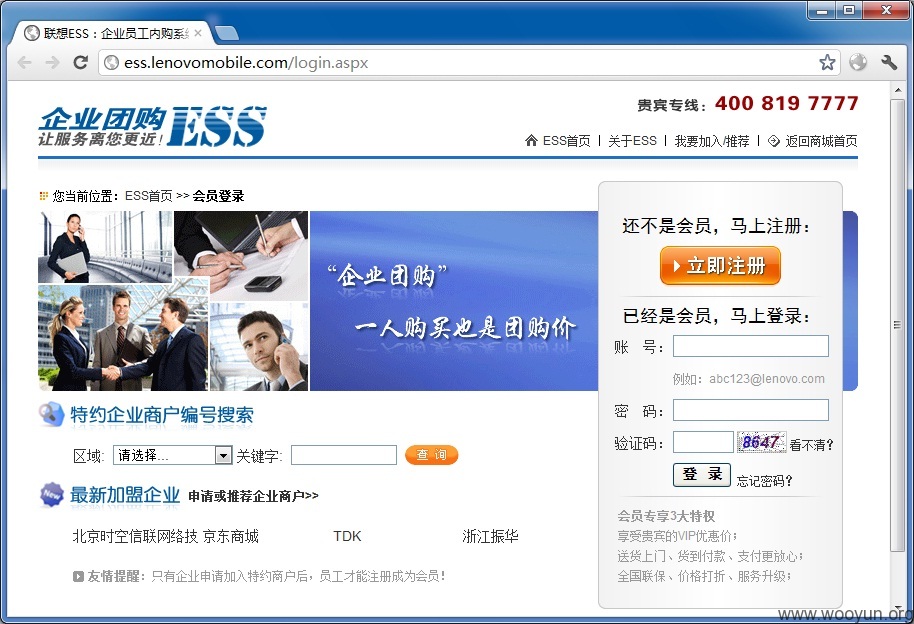 联想ESS：企业员工内购系
ess.lenovomobile.com/login.aspx
企业团购 ESS
让服务离您更近！
贵宾专线：400 819 7777
ESS首页 | 关于ESS | 我要加入/推荐 | 返回商城首页
您当前位置：ESS首页 >> 会员登录
“企业团购”
一人购买也是团购价
还不是会员，马上注册：
立即注册
已经是会员，马上登录：
账 号：
例如：abc123@lenovo.com
密 码：
验证码： 8647 看不清？
登 录 忘记密码？
会员专享3大特权
享受贵宾的VIP优惠价；
送货上门、货到付款、支付更放心；
全国联保、价格打折、服务升级；
特约企业商户编号搜索
区域： 请选择... 关键字： 查 询
New 最新加盟企业 申请或推荐企业商户>>
北京时空信联网络技 京东商城 TDK 浙江振华
友情提醒：只有企业申请加入特约商户后，员工才能注册成为会员！
www.wooyun.org